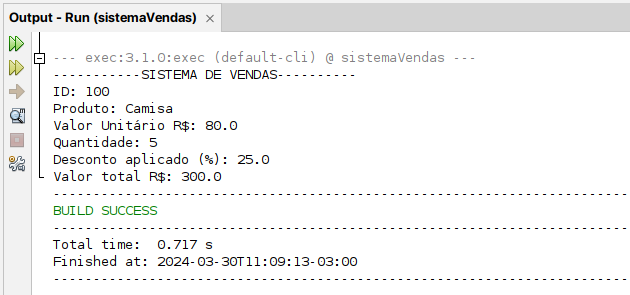 Output - Run (sistemaVendas) ×
--- exec:3.1.0:exec (default-cli) @ sistemaVendas ---
-----------SISTEMA DE VENDAS----------
ID: 100
Produto: Camisa
Valor Unitário R$: 80.0
Quantidade: 5
Desconto aplicado (%): 25.0
Valor total R$: 300.0
------------------------------------------------------------------------
BUILD SUCCESS
------------------------------------------------------------------------
Total time:  0.717 s
Finished at: 2024-03-30T11:09:13-03:00
------------------------------------------------------------------------